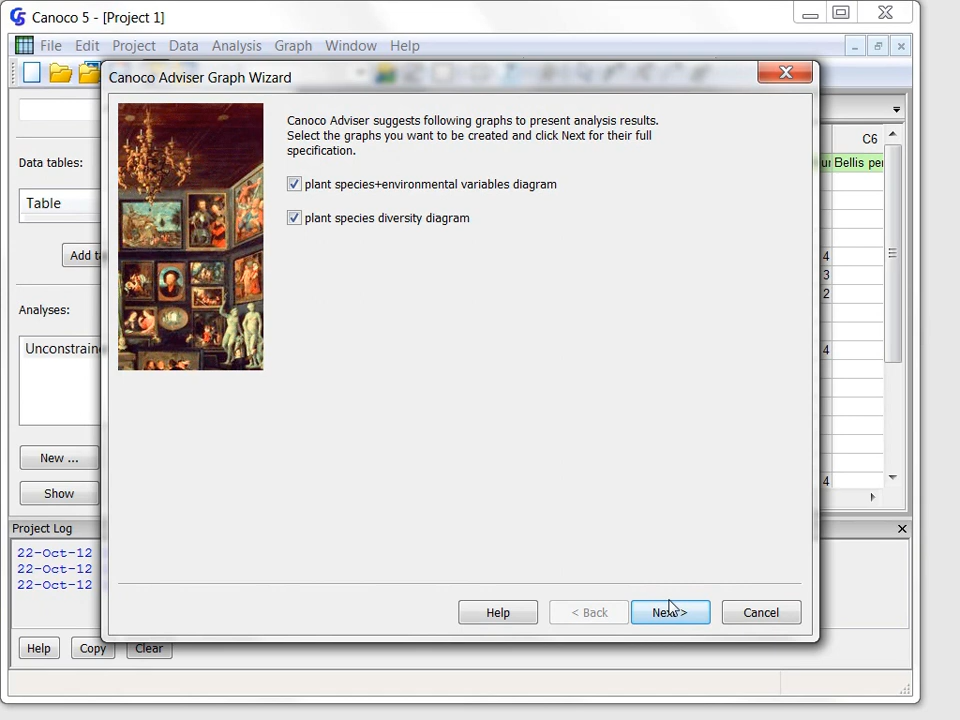 Canoco 5 - [Project 1]
File Edit Project Data Analysis Graph Window Help
Canoco Adviser Graph Wizard
Canoco Adviser suggests following graphs to present analysis results.
Select the graphs you want to be created and click Next for their full
specification.
plant species+environmental variables diagram
plant species diversity diagram
Data tables:
Table
Add
Analyses:
New ...
Show
C6
Bellis
4
3
2
4
4
Help
< Back
Next >
Cancel
Project Log
22-Oct-12
22-Oct-12
22-Oct-12
Help
Copy
Clear